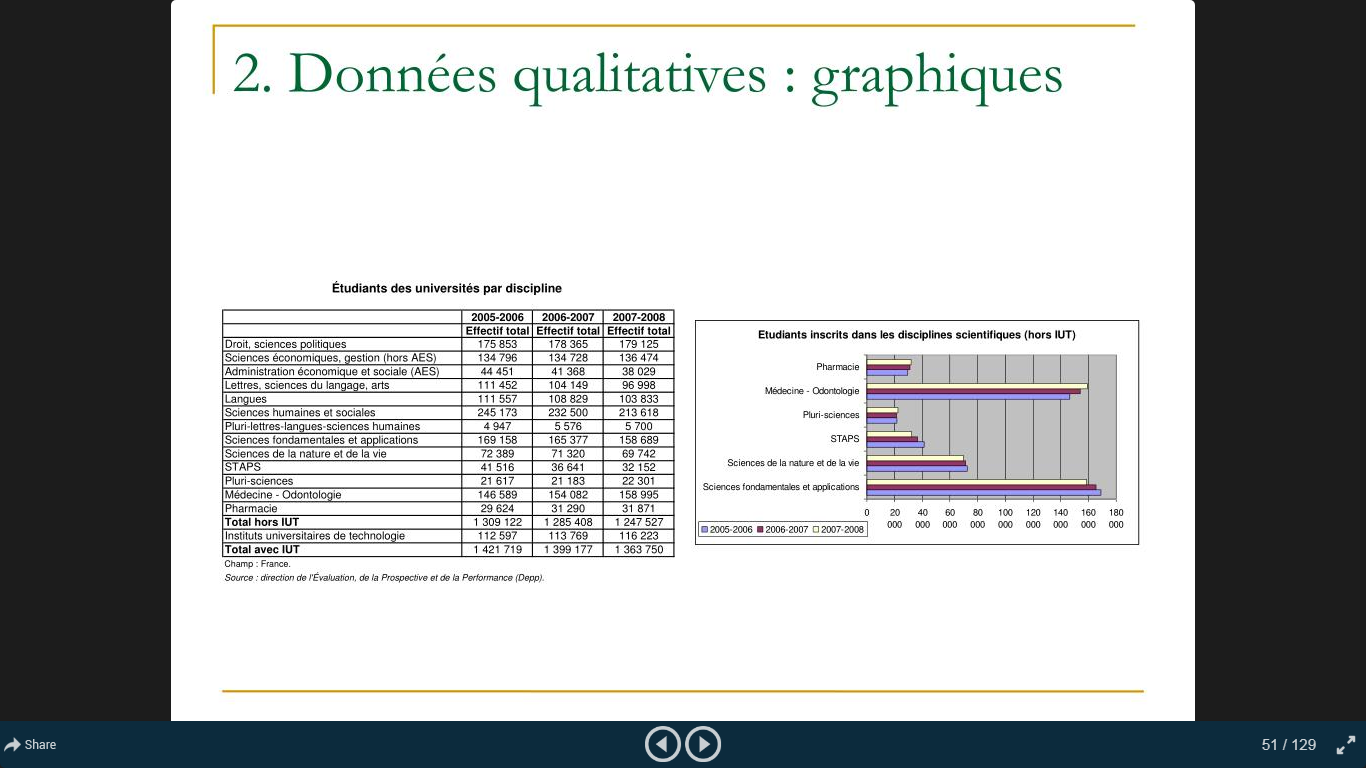 2. Données qualitatives : graphiques
Étudiants des universités par discipline
2005-2006 2006-2007 2007-2008
Effectif total Effectif total Effectif total
Droit, sciences politiques 175 853 178 365 179 125
Sciences économiques, gestion (hors AES) 134 796 134 728 136 474
Administration économique et sociale (AES) 44 451 41 368 38 029
Lettres, sciences du langage, arts 111 452 104 149 96 998
Langues 111 557 108 829 103 833
Sciences humaines et sociales 245 173 232 500 213 618
Pluri-lettres-langues-sciences humaines 4 947 5 576 5 700
Sciences fondamentales et applications 169 158 165 377 158 689
Sciences de la nature et de la vie 72 389 71 320 69 742
STAPS 41 516 36 641 32 152
Pluri-sciences 21 617 21 183 22 301
Médecine - Odontologie 146 589 154 082 158 995
Pharmacie 29 624 31 290 31 871
Total hors IUT 1 309 122 1 285 408 1 247 527
Instituts universitaires de technologie 112 597 113 769 116 223
Total avec IUT 1 421 719 1 399 177 1 363 750
Champ : France.
Source : direction de l'Évaluation, de la Prospective et de la Performance (Depp).
Etudiants inscrits dans les disciplines scientifiques (hors IUT)
Pharmacie
Médecine - Odontologie
Pluri-sciences
STAPS
Sciences de la nature et de la vie
Sciences fondamentales et applications
0 20 40 60 80 100 120 140 160 180
000 000 000 000 000 000 000 000 000
2005-2006 2006-2007 2007-2008
Share
51 / 129